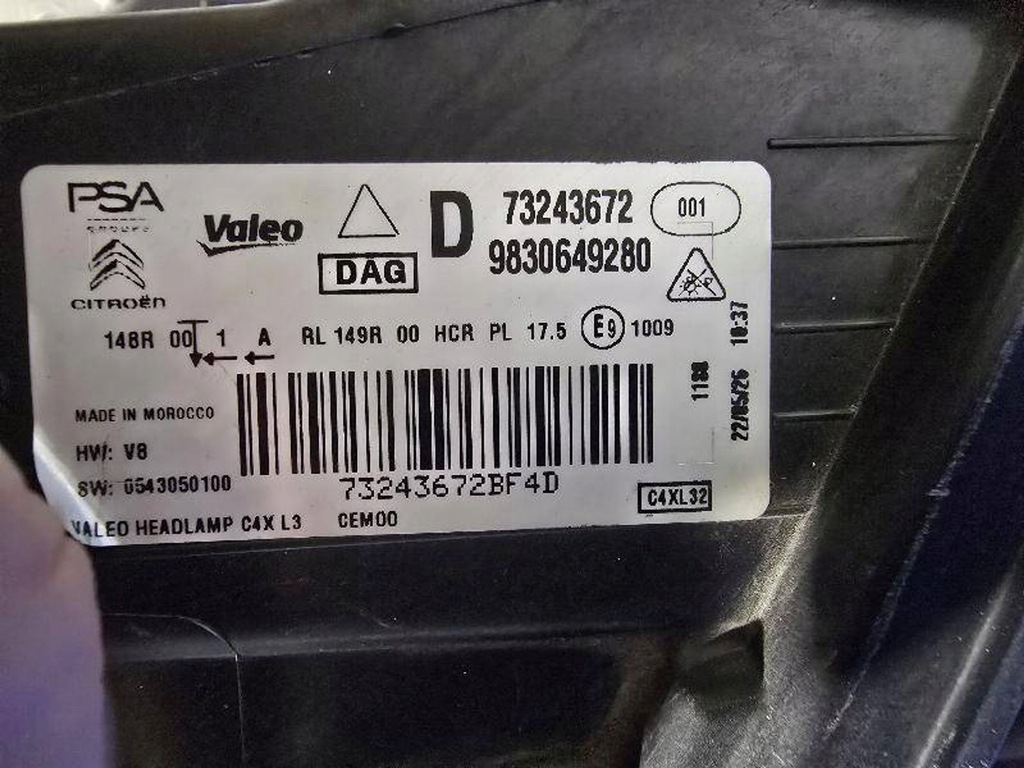 PSA
GROUPE
CITROËN
Valeo
DAG
D
73243672
9830649280
001
148R 00 1 A RL 149R 00 HCR PL 17.5 E9 1009
MADE IN MOROCCO
HW: V8
SW: 0543050100
73243672BF4D
VALEO HEADLAMP C4X L3 CEM00
C4XL32
22/05/26 10:37